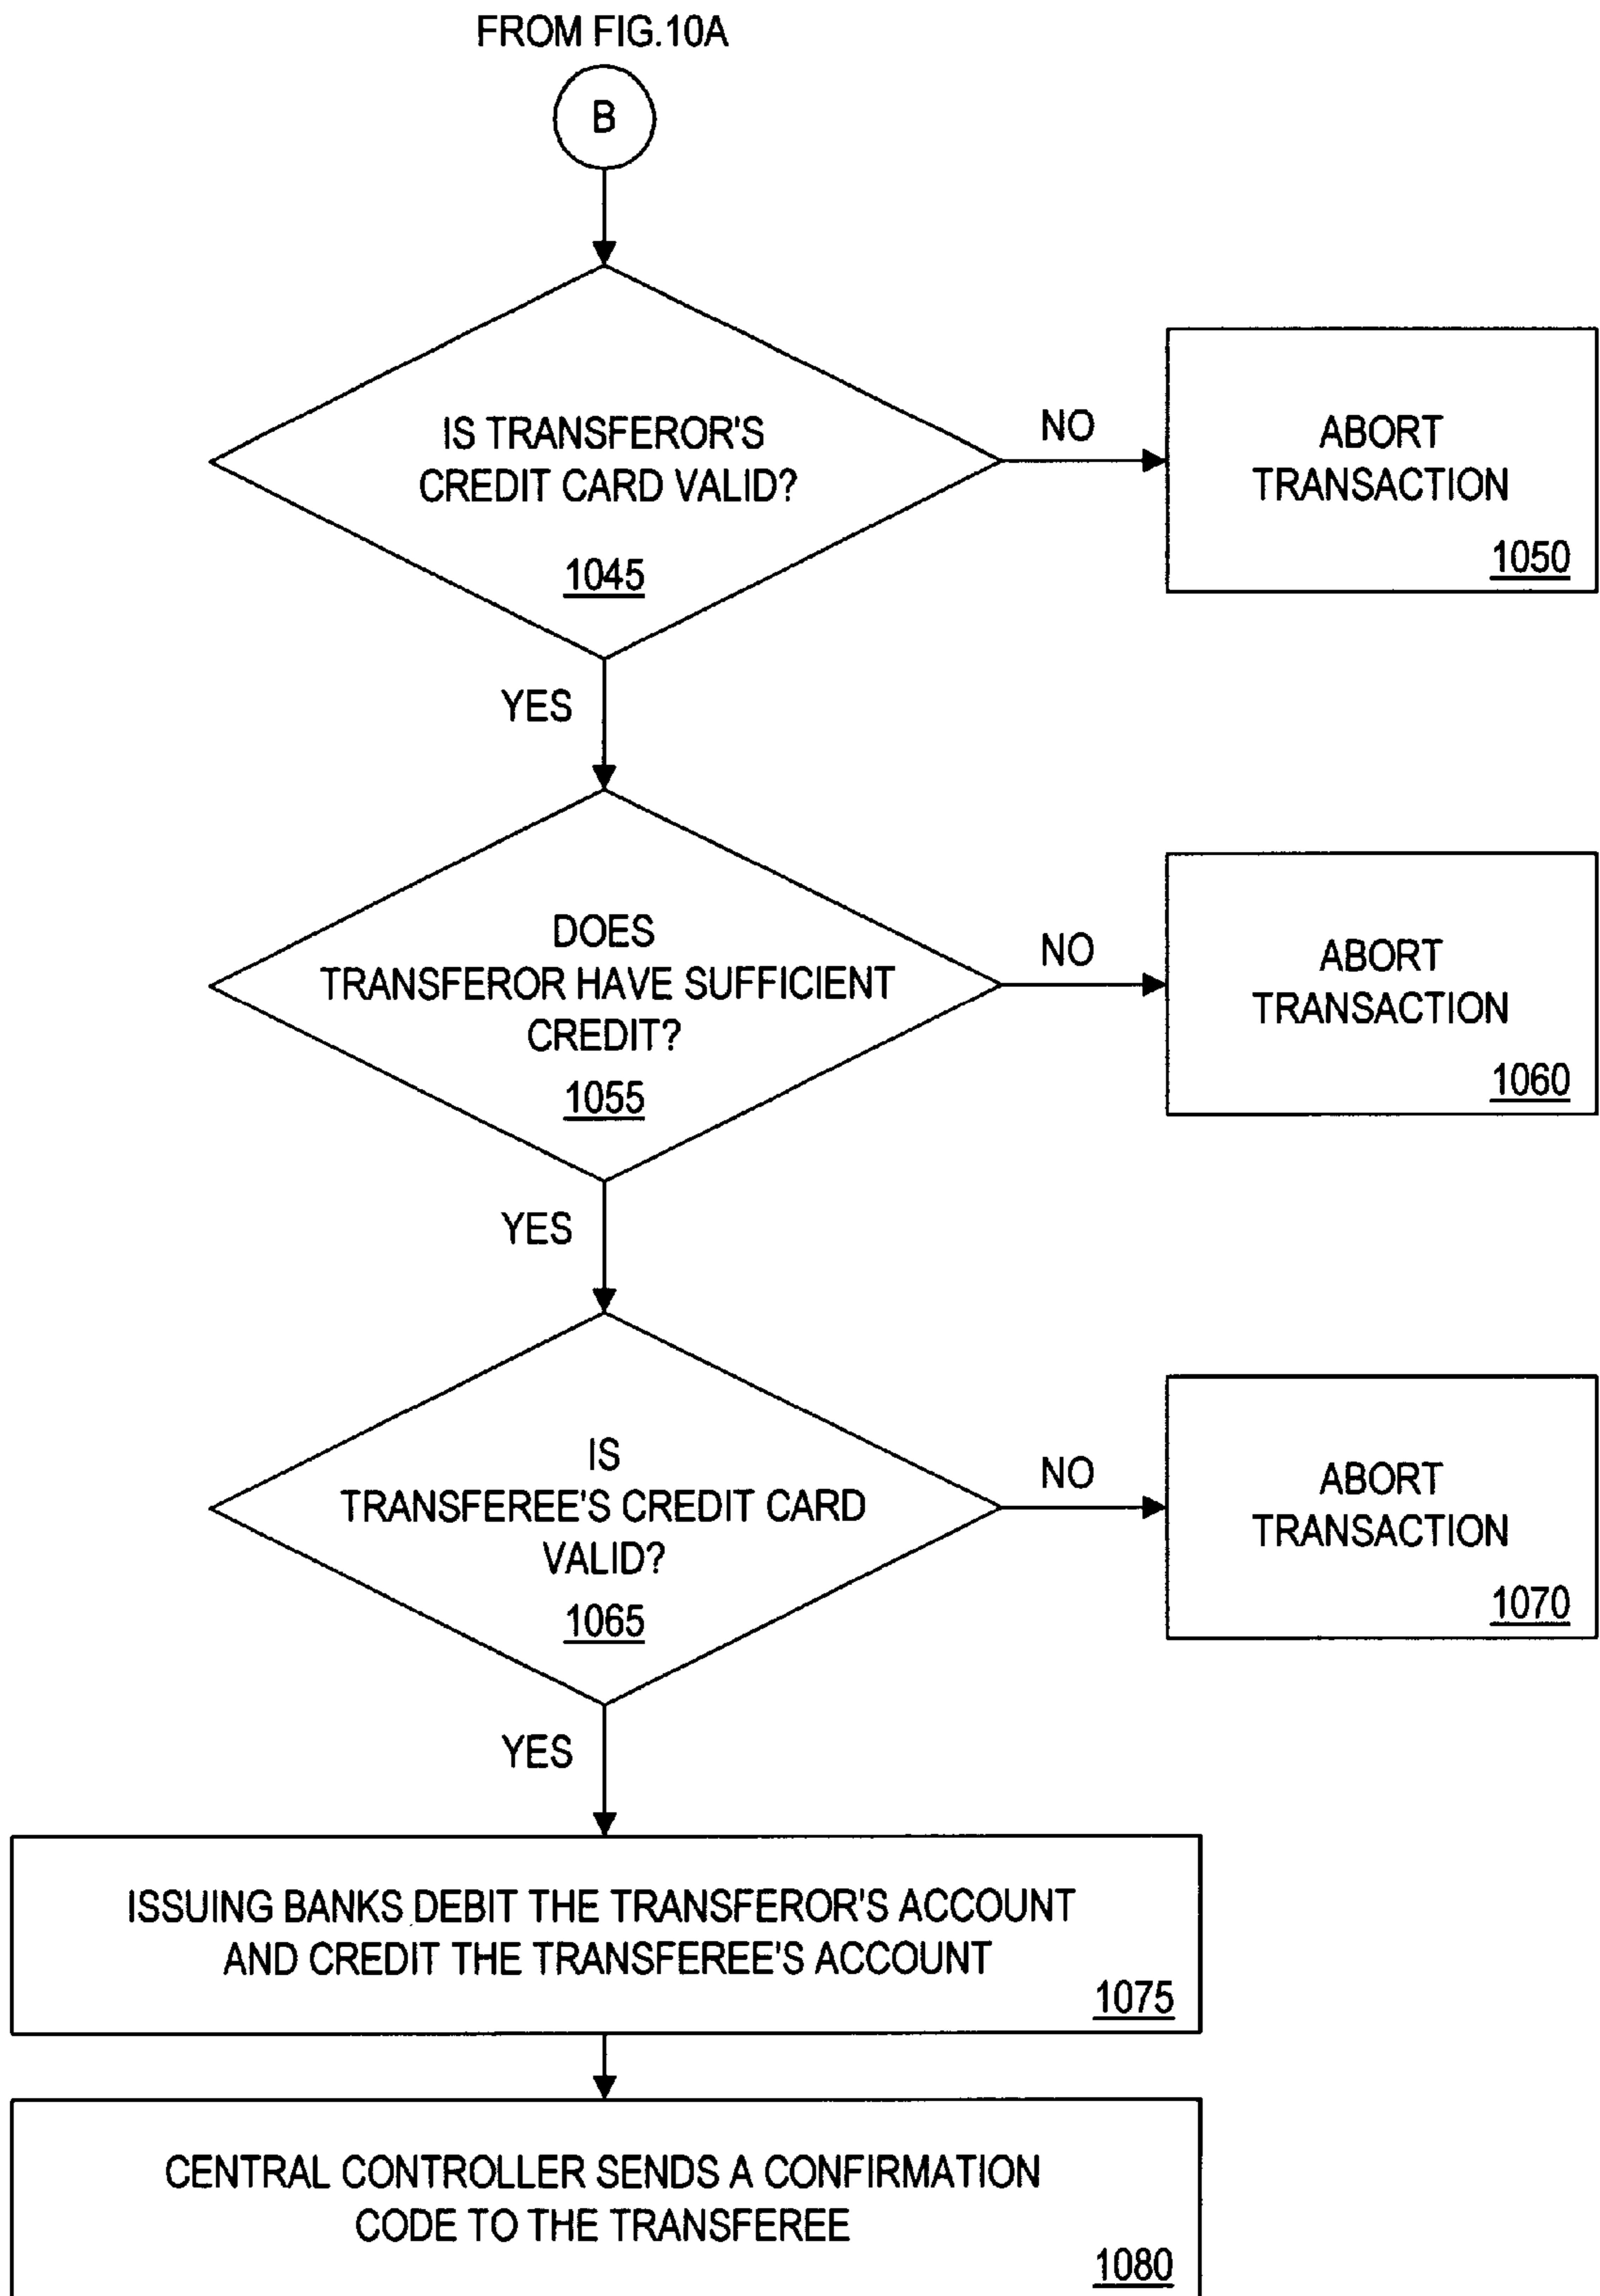 FROM FIG.10A
B
IS TRANSFEROR'S
CREDIT CARD VALID?
1045
NO
ABORT
TRANSACTION
1050
YES
DOES
TRANSFEROR HAVE SUFFICIENT
CREDIT?
1055
NO
ABORT
TRANSACTION
1060
YES
IS
TRANSFEREE'S CREDIT CARD
VALID?
1065
NO
ABORT
TRANSACTION
1070
YES
ISSUING BANKS DEBIT THE TRANSFEROR'S ACCOUNT
AND CREDIT THE TRANSFEREE'S ACCOUNT
1075
CENTRAL CONTROLLER SENDS A CONFIRMATION
CODE TO THE TRANSFEREE
1080